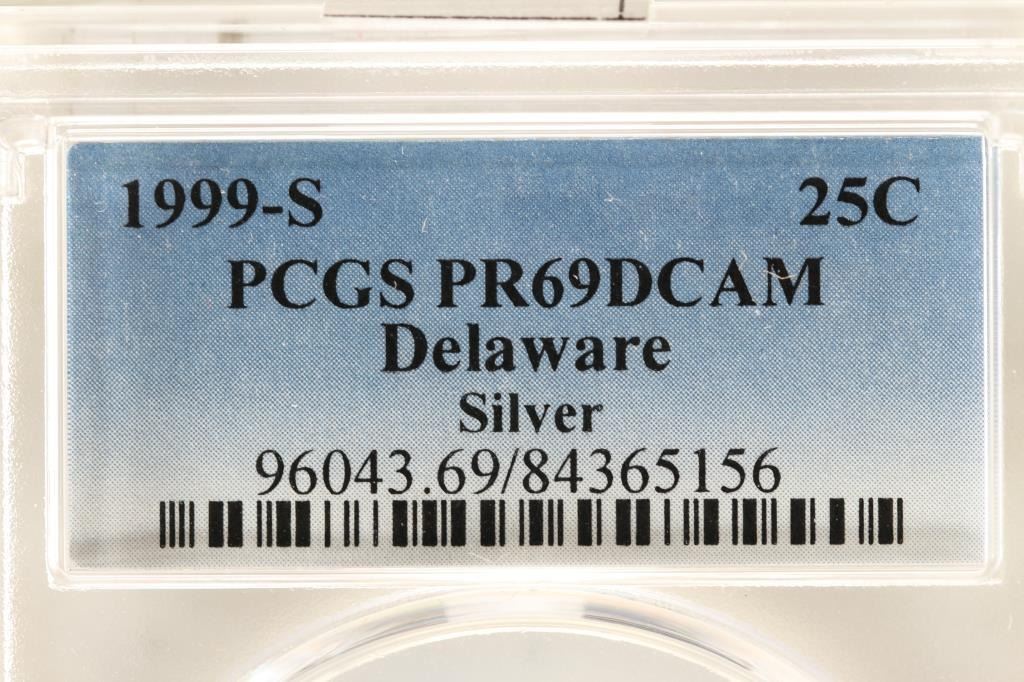 1999-S 25C
PCGS PR69DCAM
Delaware
Silver
96043.69/84365156